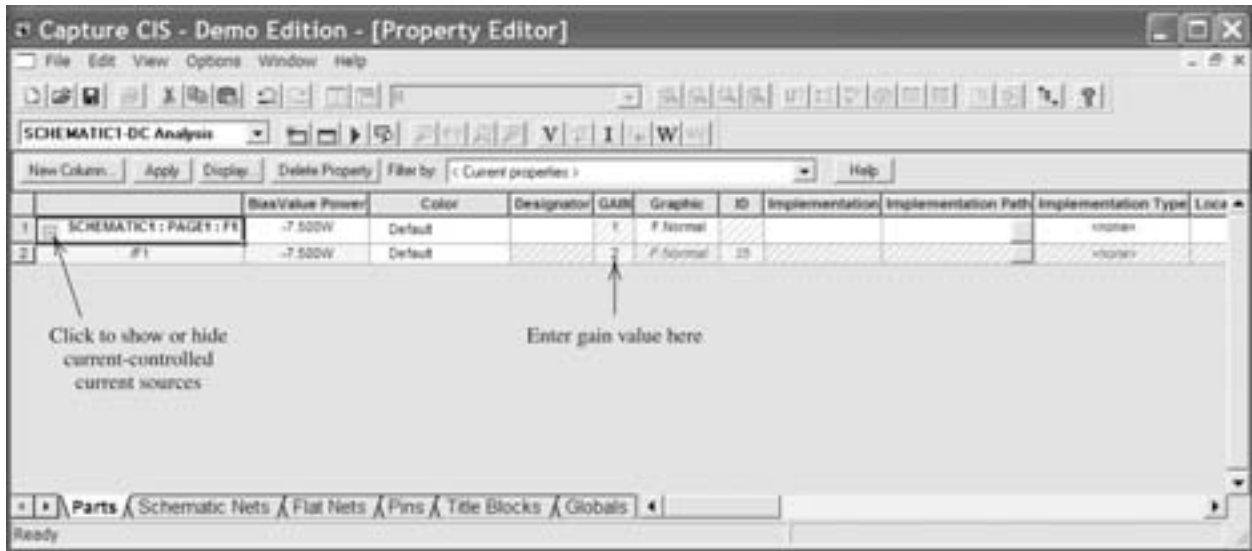 Capture CIS - Demo Edition - [Property Editor]
File Edit View Options Window Help
SCHEMATIC1-DC Analysis V I W
New Column... Apply Display... Delete Property Filter by: < Current properties > Help
BiasValue Power Color Designator GAIN Graphic ID Implementation Implementation Path Implementation Type Loca
1 SCHEMATIC1 : PAGE1 : F1 -7.500W Default F.Normal <none>
2 /F1 -7.500W Default F.Normal <none>
Click to show or hide
current-controlled
current sources
Enter gain value here
Parts Schematic Nets Flat Nets Pins Title Blocks Globals
Ready